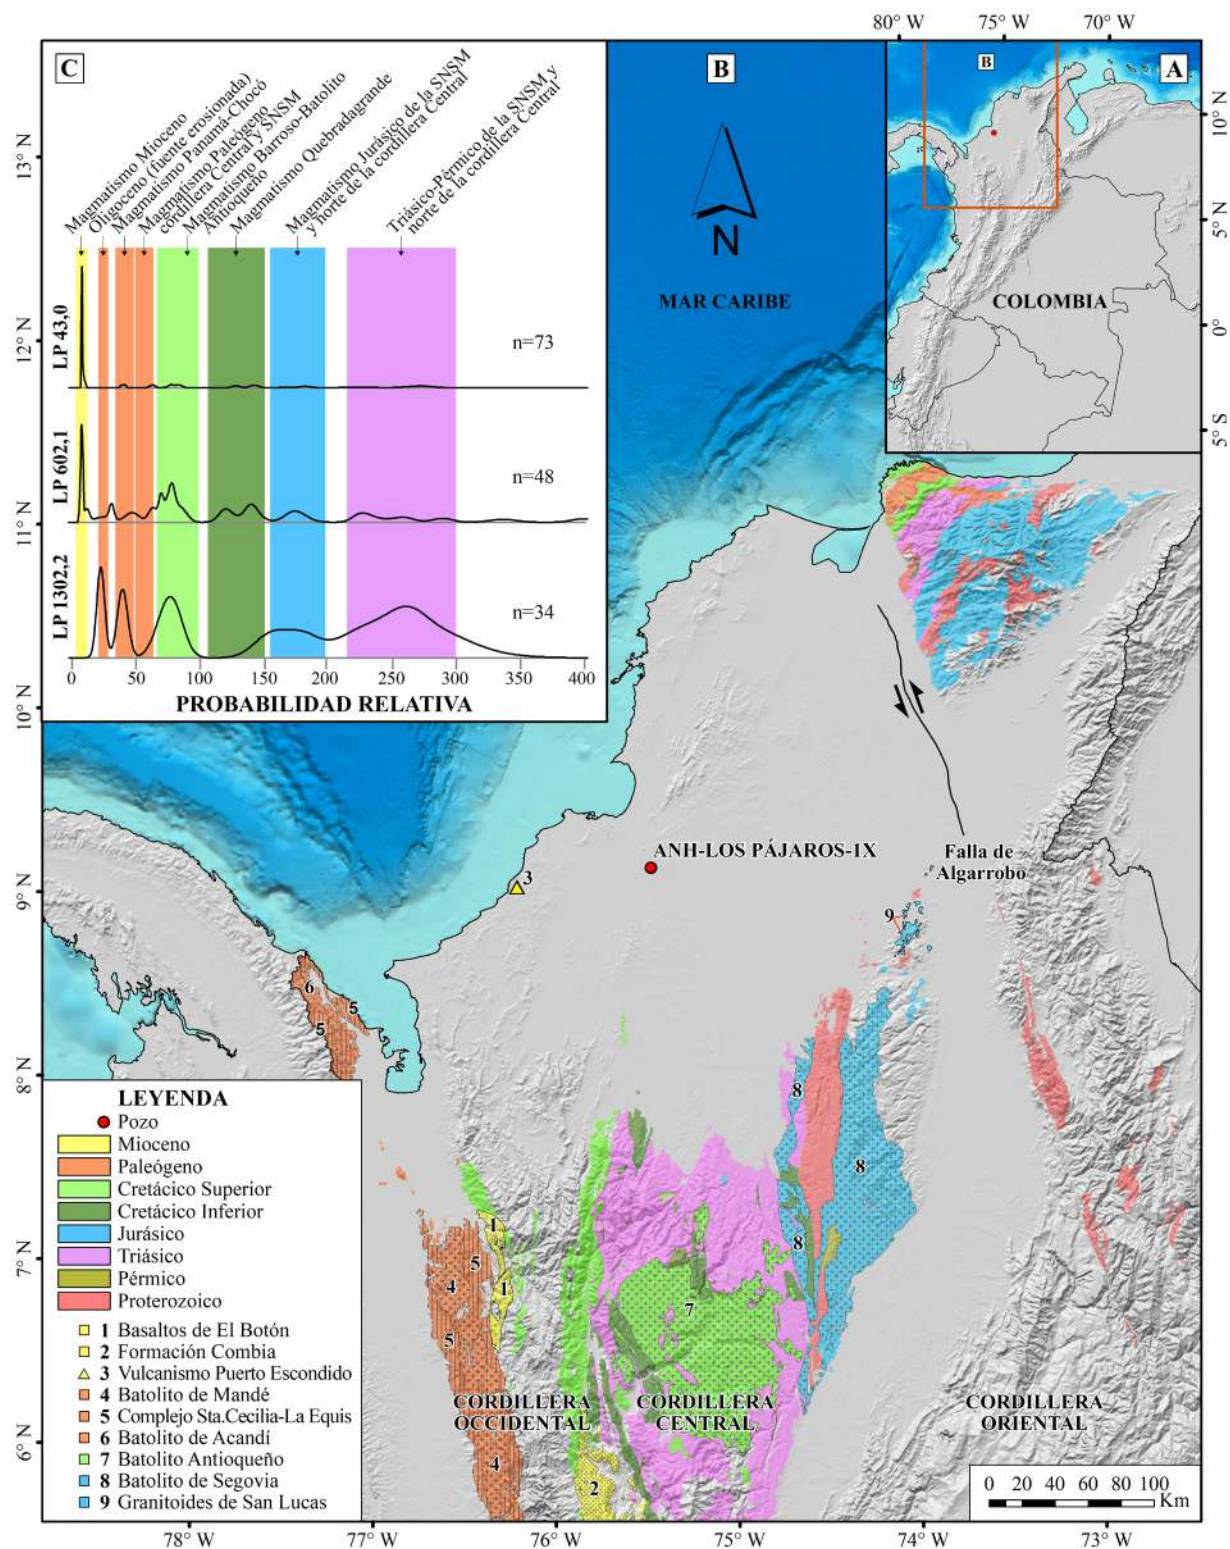 80° W
75° W
70° W
C
B
A
B
10° N
5° N
0°
5° S
COLOMBIA
Magmatismo Mioceno
Oligoceno (fuente erosionada)
Magmatismo Panamá-Chocó
Magmatismo Paleógeno
cordillera Central y SNSM
Magmatismo Barroso-Batolito
Antioqueño
Magmatismo Quebradagrande
Magmatismo Jurásico de la SNSM
y norte de la cordillera Central
Triásico-Pérmico de la SNSM y
norte de la cordillera Central
LP 43,0
n=73
LP 602,1
n=48
LP 1302,2
n=34
0
50
100
150
200
250
300
350
400
PROBABILIDAD RELATIVA
N
MAR CARIBE
13° N
12° N
11° N
10° N
9° N
8° N
7° N
6° N
ANH-LOS PÁJAROS-1X
Falla de
Algarrobo
3
9
6
5
5
8
8
8
1
5
4
1
5
7
4
2
CORDILLERA
OCCIDENTAL
CORDILLERA
CENTRAL
CORDILLERA
ORIENTAL
LEYENDA
Pozo
Mioceno
Paleógeno
Cretácico Superior
Cretácico Inferior
Jurásico
Triásico
Pérmico
Proterozoico
1 Basaltos de El Botón
2 Formación Combia
3 Vulcanismo Puerto Escondido
4 Batolito de Mandé
5 Complejo Sta.Cecilia-La Equis
6 Batolito de Acandí
7 Batolito Antioqueño
8 Batolito de Segovia
9 Granitoides de San Lucas
0 20 40 60 80 100
Km
78° W
77° W
76° W
75° W
74° W
73° W